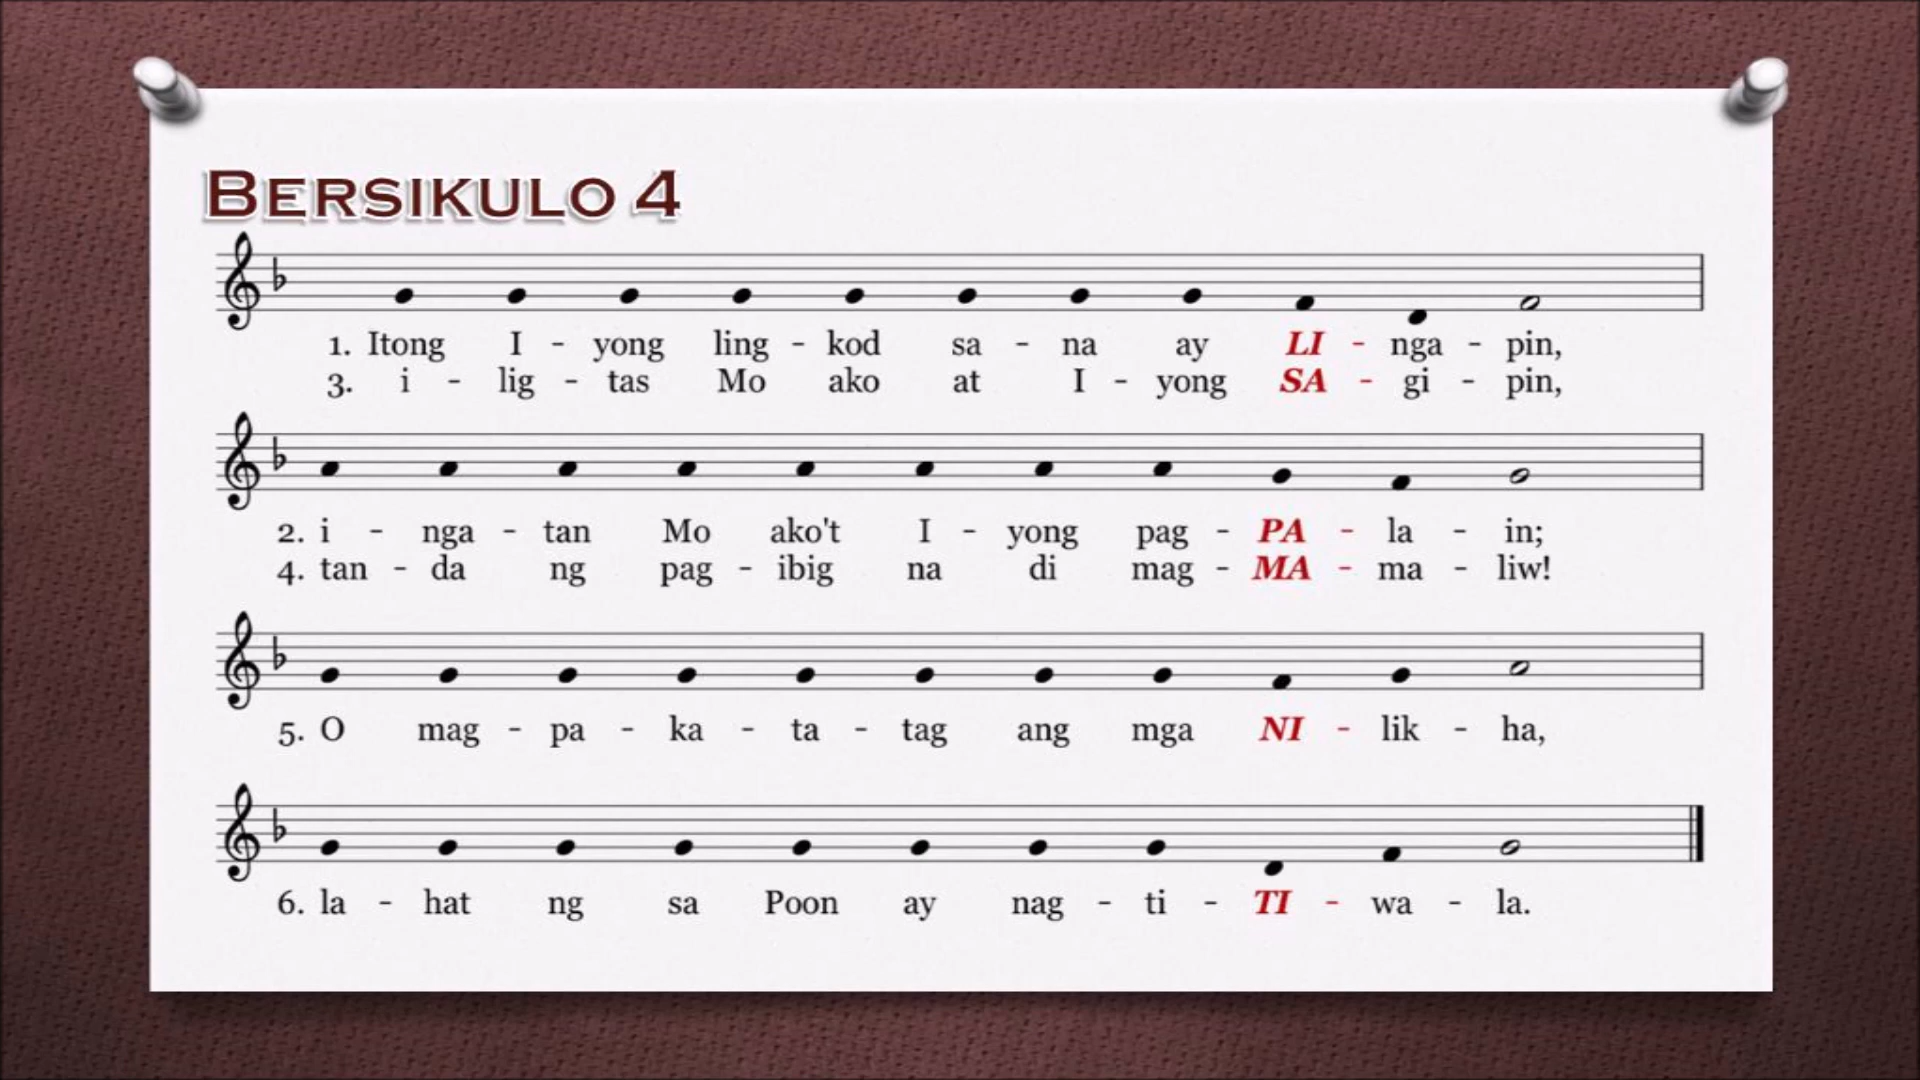 BERSIKULO 4
1. Itong I - yong ling - kod sa - na ay LI - nga - pin,
3. i - lig - tas Mo ako at I - yong SA - gi - pin,
2. i - nga - tan Mo ako't I - yong pag - PA - la - in;
4. tan - da ng pag - ibig na di mag - MA - ma - liw!
5. O mag - pa - ka - ta - tag ang mga NI - lik - ha,
6. la - hat ng sa Poon ay nag - ti - TI - wa - la.